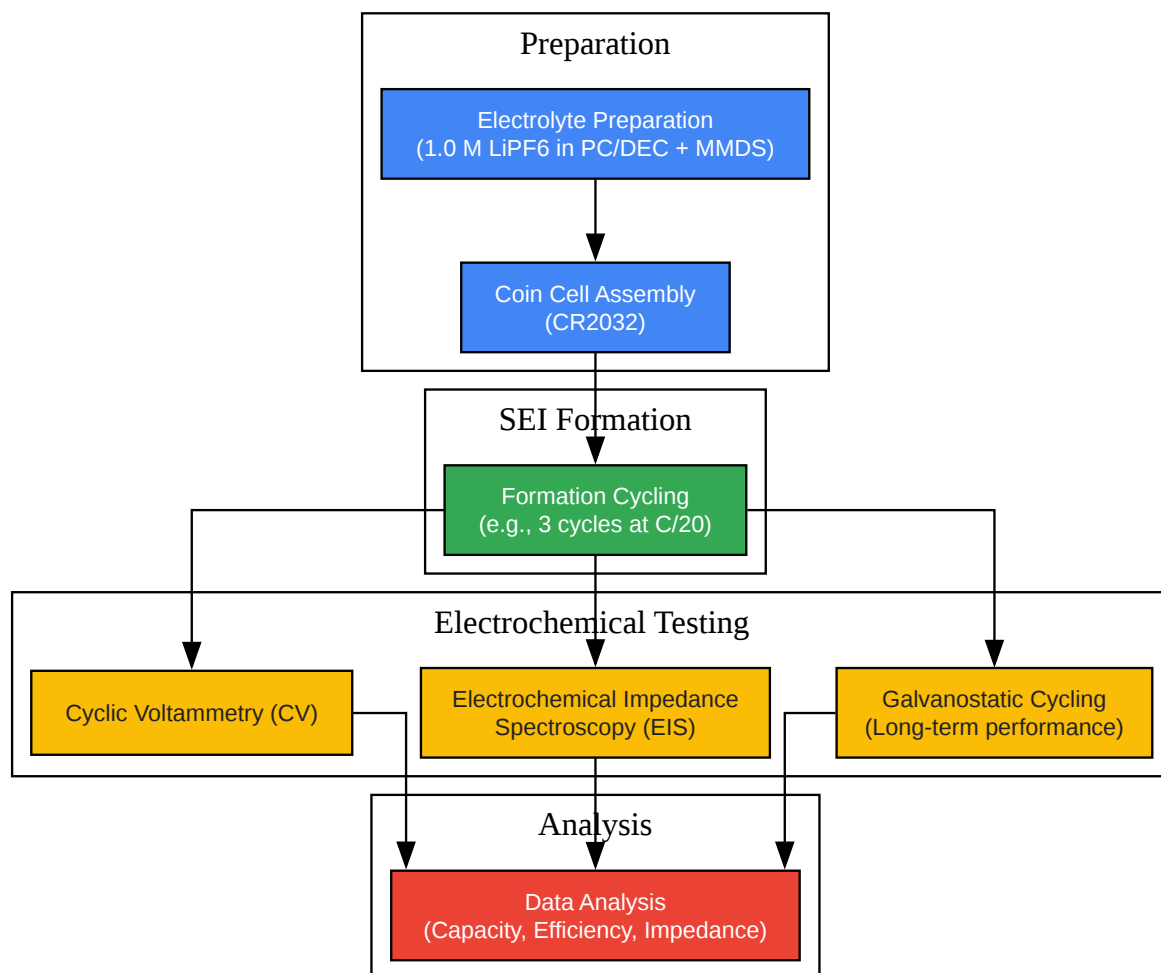 Preparation
Electrolyte Preparation
(1.0 M LiPF6 in PC/DEC + MMDS)
Coin Cell Assembly
(CR2032)
SEI Formation
Formation Cycling
(e.g., 3 cycles at C/20)
Electrochemical Testing
Cyclic Voltammetry (CV)
Electrochemical Impedance
Spectroscopy (EIS)
Galvanostatic Cycling
(Long-term performance)
Analysis
Data Analysis
(Capacity, Efficiency, Impedance)